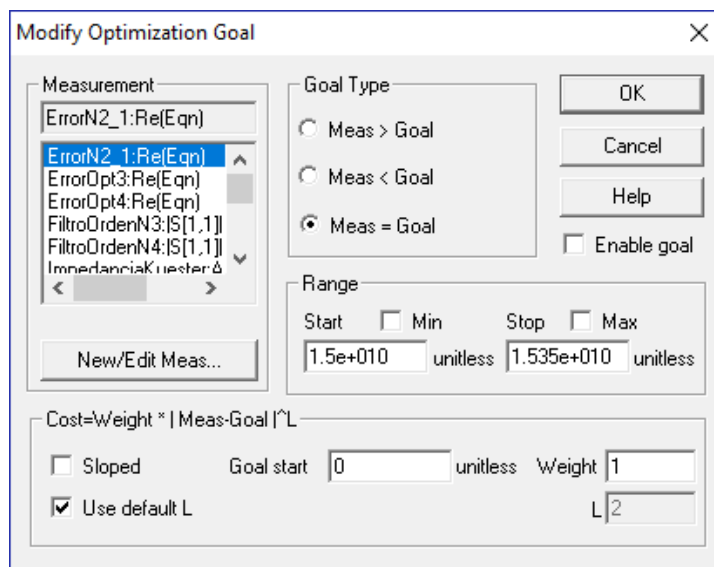 Modify Optimization Goal
Measurement
ErrorN2_1:Re(Eqn)
ErrorN2_1:Re(Eqn)
ErrorOpt3:Re(Eqn)
ErrorOpt4:Re(Eqn)
FiltroOrdenN3:|S[1,1]|
FiltroOrdenN4:|S[1,1]|
ImpedanciaKuester:A
New/Edit Meas...
Goal Type
Meas > Goal
Meas < Goal
Meas = Goal
OK
Cancel
Help
Enable goal
Range
Start Min Stop Max
1.5e+010 unitless 1.535e+010 unitless
Cost=Weight * | Meas-Goal |^L
Sloped Goal start 0 unitless Weight 1
Use default L L 2